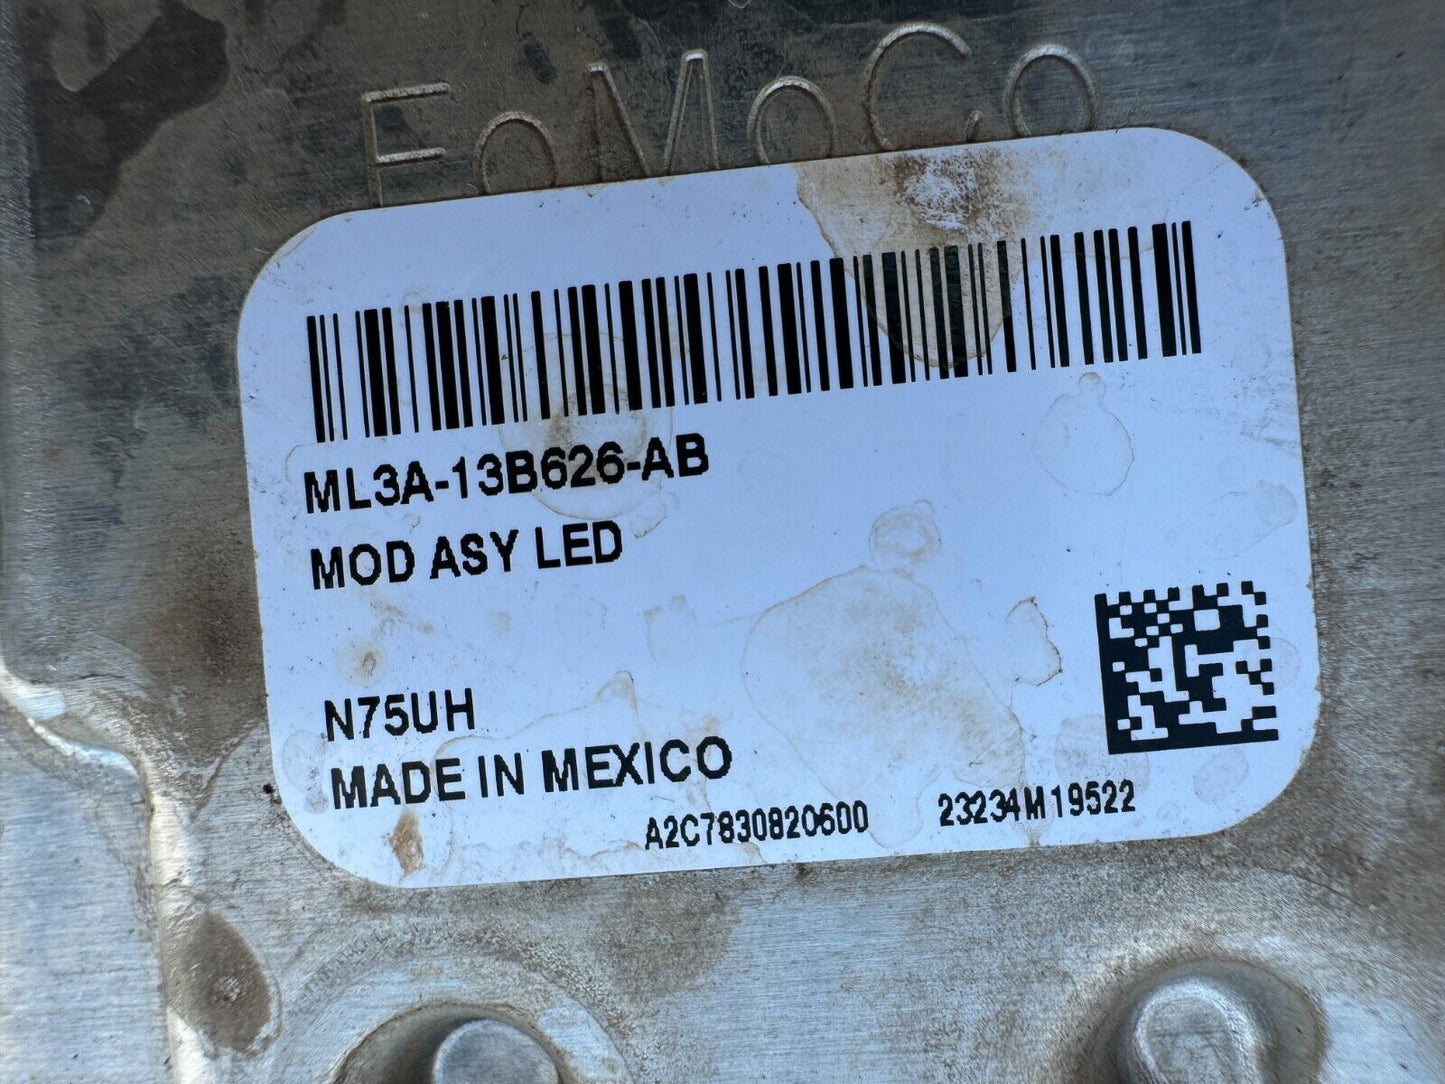 FoMoCo
ML3A-13B626-AB
MOD ASY LED
N75UH
MADE IN MEXICO
A2C7830820600
23234M19522